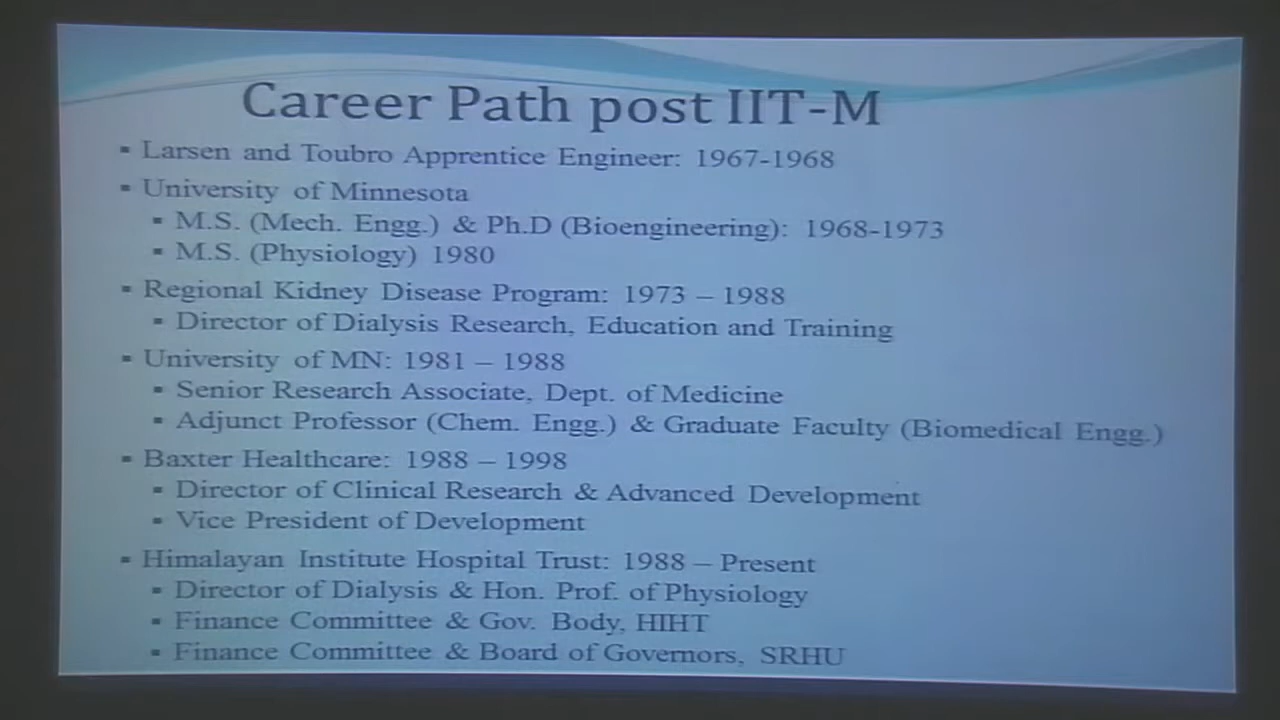 Career Path post IIT-M
▪ Larsen and Toubro Apprentice Engineer: 1967-1968
▪ University of Minnesota
▪ M.S. (Mech. Engg.) & Ph.D (Bioengineering): 1968-1973
▪ M.S. (Physiology) 1980
▪ Regional Kidney Disease Program: 1973 – 1988
▪ Director of Dialysis Research, Education and Training
▪ University of MN: 1981 – 1988
▪ Senior Research Associate, Dept. of Medicine
▪ Adjunct Professor (Chem. Engg.) & Graduate Faculty (Biomedical Engg.)
▪ Baxter Healthcare: 1988 – 1998
▪ Director of Clinical Research & Advanced Development
▪ Vice President of Development
▪ Himalayan Institute Hospital Trust: 1988 – Present
▪ Director of Dialysis & Hon. Prof. of Physiology
▪ Finance Committee & Gov. Body, HIHT
▪ Finance Committee & Board of Governors, SRHU